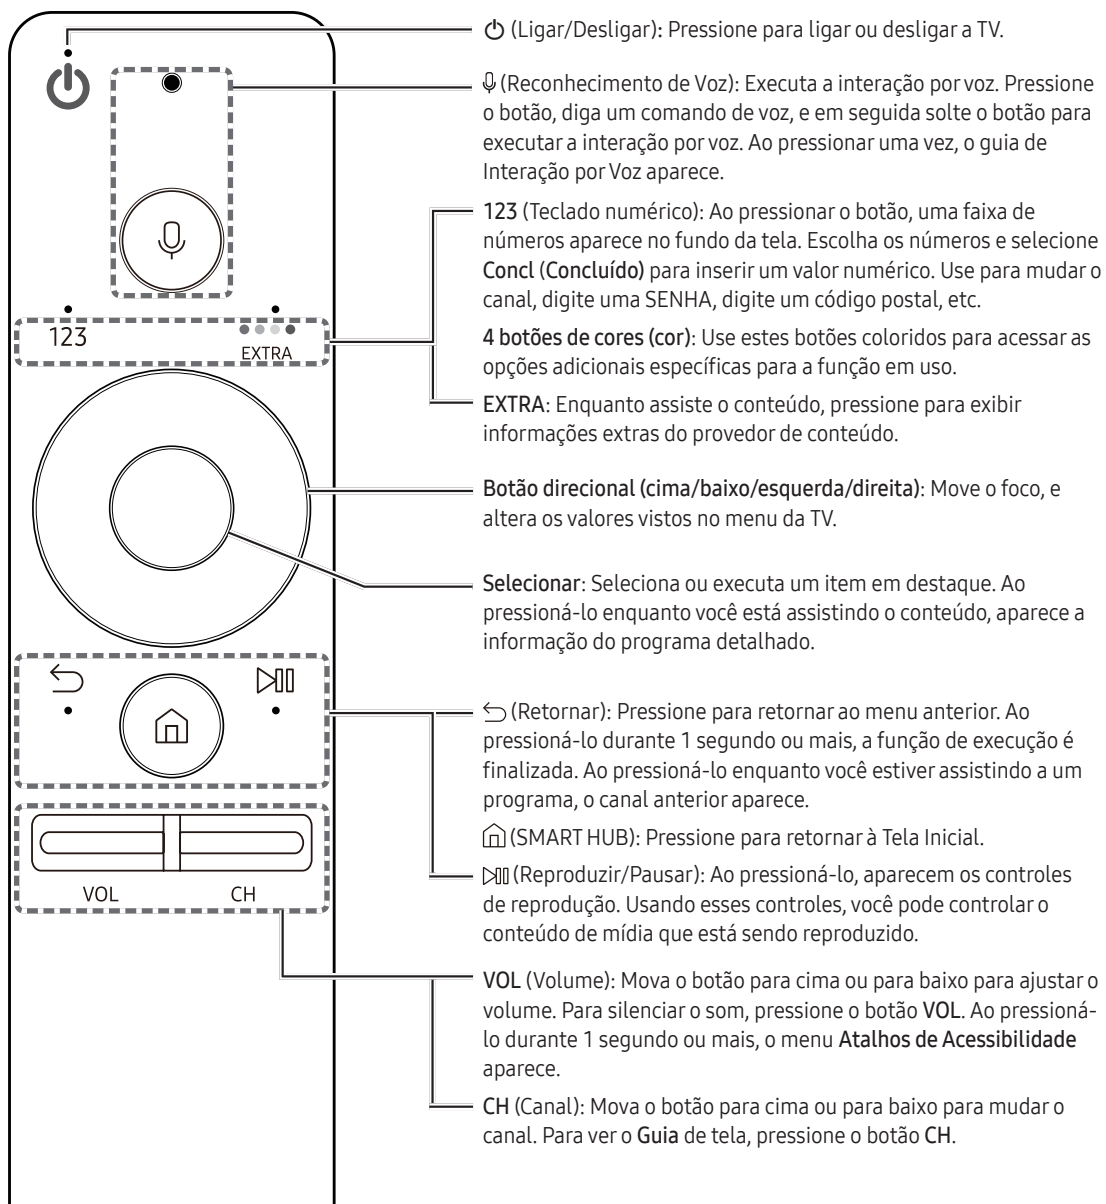 (Ligar/Desligar): Pressione para ligar ou desligar a TV.
(Reconhecimento de Voz): Executa a interação por voz. Pressione
o botão, diga um comando de voz, e em seguida solte o botão para
executar a interação por voz. Ao pressionar uma vez, o guia de
Interação por Voz aparece.
123 (Teclado numérico): Ao pressionar o botão, uma faixa de
números aparece no fundo da tela. Escolha os números e selecione
Concl (Concluído) para inserir um valor numérico. Use para mudar o
canal, digite uma SENHA, digite um código postal, etc.
123
EXTRA
4 botões de cores (cor): Use estes botões coloridos para acessar as
opções adicionais específicas para a função em uso.
EXTRA: Enquanto assiste o conteúdo, pressione para exibir
informações extras do provedor de conteúdo.
Botão direcional (cima/baixo/esquerda/direita): Move o foco, e
altera os valores vistos no menu da TV.
Selecionar: Seleciona ou executa um item em destaque. Ao
pressioná-lo enquanto você está assistindo o conteúdo, aparece a
informação do programa detalhado.
(Retornar): Pressione para retornar ao menu anterior. Ao
pressioná-lo durante 1 segundo ou mais, a função de execução é
finalizada. Ao pressioná-lo enquanto você estiver assistindo a um
programa, o canal anterior aparece.
(SMART HUB): Pressione para retornar à Tela Inicial.
(Reproduzir/Pausar): Ao pressioná-lo, aparecem os controles
de reprodução. Usando esses controles, você pode controlar o
conteúdo de mídia que está sendo reproduzido.
VOL
CH
VOL (Volume): Mova o botão para cima ou para baixo para ajustar o
volume. Para silenciar o som, pressione o botão VOL. Ao pressioná-
lo durante 1 segundo ou mais, o menu Atalhos de Acessibilidade
aparece.
CH (Canal): Mova o botão para cima ou para baixo para mudar o
canal. Para ver o Guia de tela, pressione o botão CH.